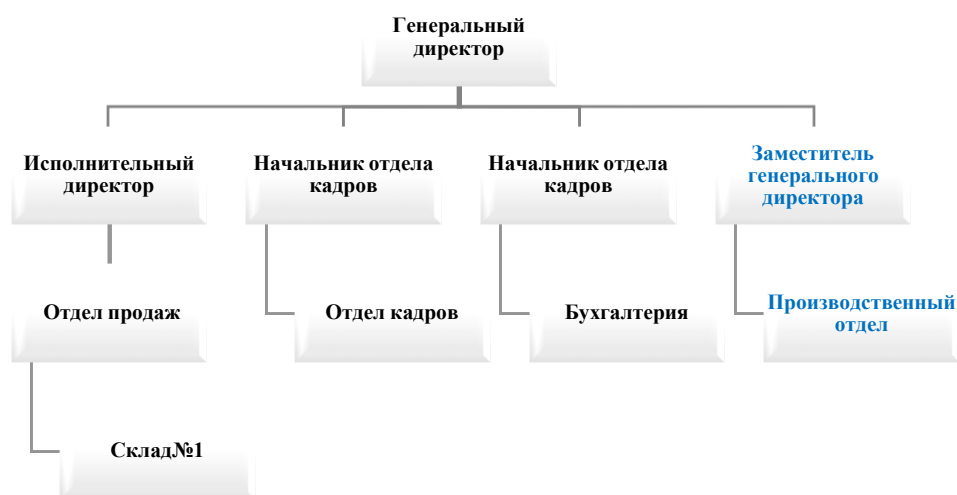 Генеральный
директор
Исполнительный
директор
Начальник отдела
кадров
Начальник отдела
кадров
Заместитель
генерального
директора
Отдел продаж
Отдел кадров
Бухгалтерия
Производственный
отдел
Склад№1